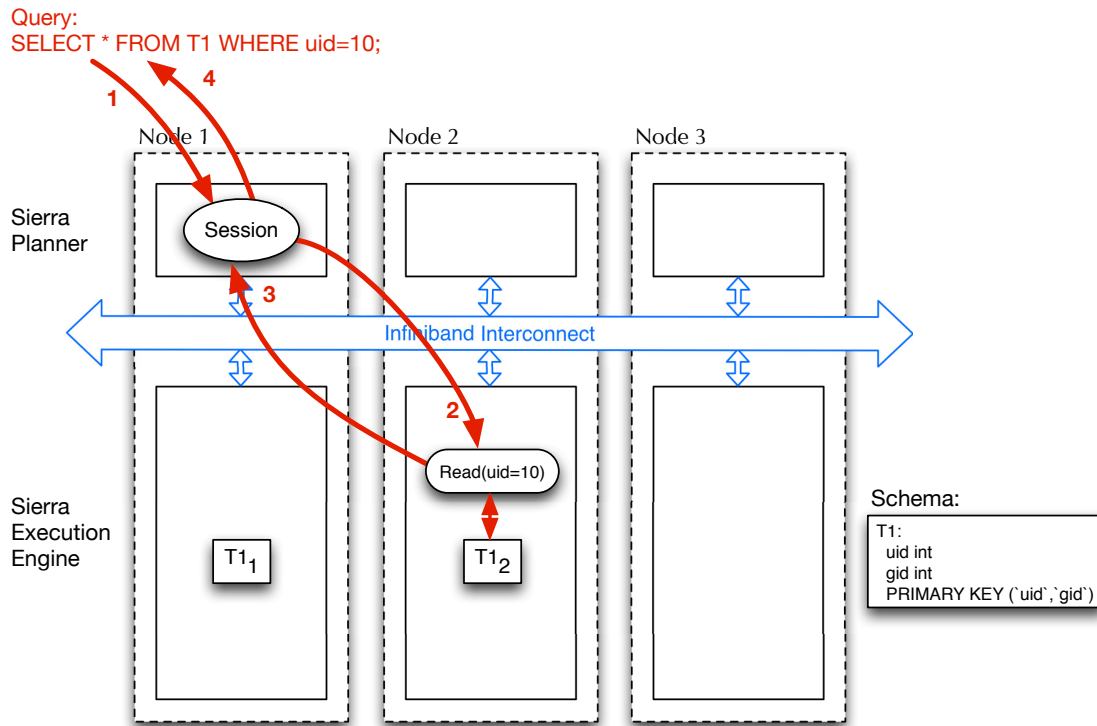 Query:
SELECT * FROM T1 WHERE uid=10;
1
4
Node 1
Node 2
Node 3
Sierra
Planner
Session
3
Infiniband Interconnect
2
Read(uid=10)
Sierra
Execution
Engine
T1₁
T1₂
Schema:
T1:
uid int
gid int
PRIMARY KEY (`uid`,`gid`)